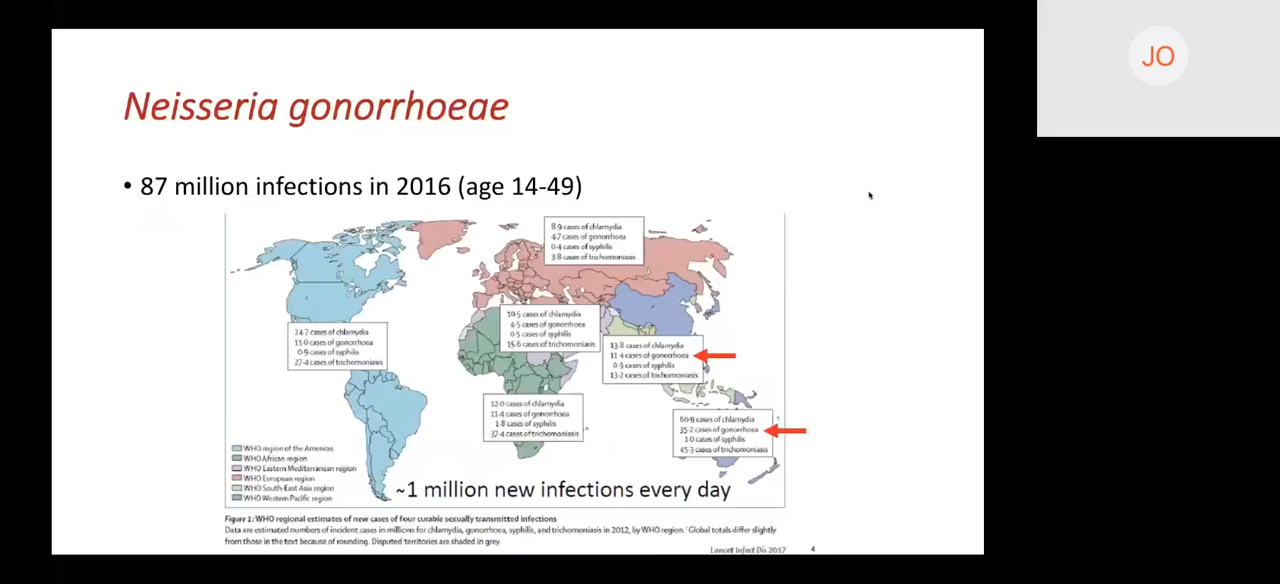 JO
Neisseria gonorrhoeae
• 87 million infections in 2016 (age 14-49)
8·9 cases of chlamydia
4·7 cases of gonorrhoea
0·4 cases of syphilis
3·8 cases of trichomoniasis
10·5 cases of chlamydia
4·5 cases of gonorrhoea
0·5 cases of syphilis
15·6 cases of trichomoniasis
24·7 cases of chlamydia
11·0 cases of gonorrhoea
0·9 cases of syphilis
27·4 cases of trichomoniasis
13·8 cases of chlamydia
11·4 cases of gonorrhoea
0·9 cases of syphilis
13·2 cases of trichomoniasis
12·0 cases of chlamydia
11·4 cases of gonorrhoea
1·8 cases of syphilis
37·4 cases of trichomoniasis
60·9 cases of chlamydia
35·2 cases of gonorrhoea
1·0 cases of syphilis
45·3 cases of trichomoniasis
WHO region of the Americas
WHO African region
WHO Eastern Mediterranean region
WHO European region
WHO South-East Asia region
WHO Western Pacific region
~1 million new infections every day
Figure 1: WHO regional estimates of new cases of four curable sexually transmitted infections
Data are estimated numbers of incident cases in millions for chlamydia, gonorrhoea, syphilis, and trichomoniasis in 2012, by WHO region.⁷ Global totals differ slightly
from those in the text because of rounding. Disputed territories are shaded in grey.
Lancet Infect Dis 2017
4